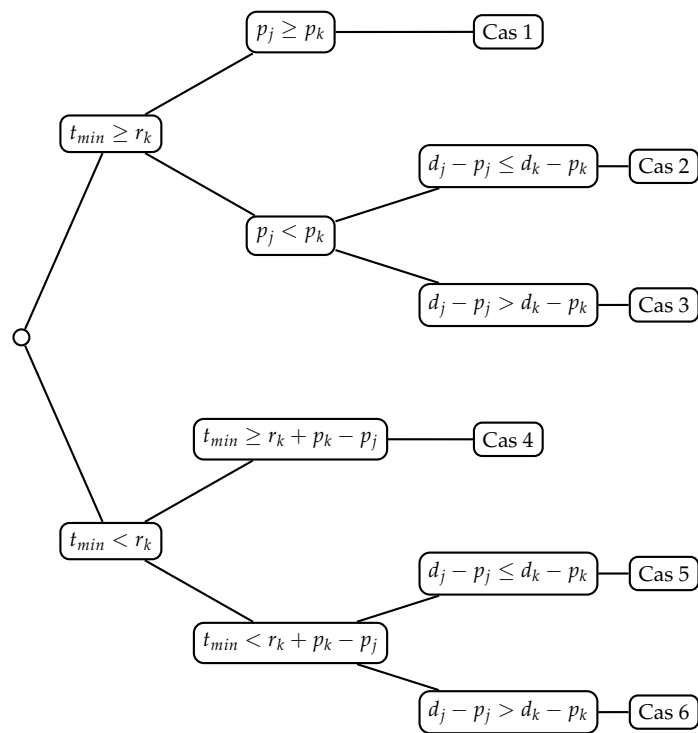 p_j ≥ p_k
Cas 1
t_min ≥ r_k
d_j − p_j ≤ d_k − p_k
Cas 2
p_j < p_k
d_j − p_j > d_k − p_k
Cas 3
t_min ≥ r_k + p_k − p_j
Cas 4
t_min < r_k
d_j − p_j ≤ d_k − p_k
Cas 5
t_min < r_k + p_k − p_j
d_j − p_j > d_k − p_k
Cas 6